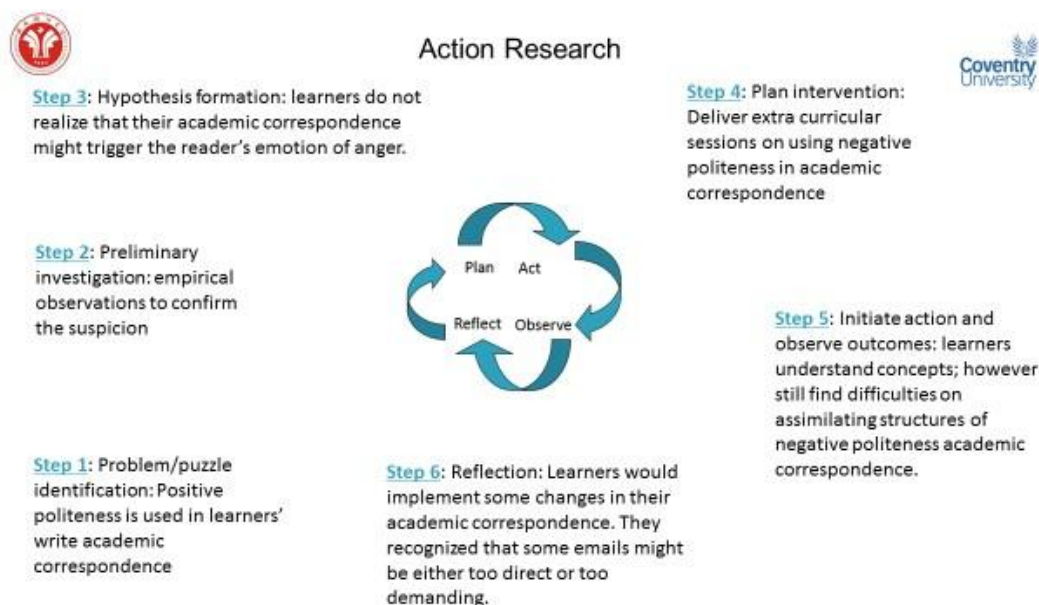 Action Research
Coventry
University
Step 3: Hypothesis formation: learners do not
realize that their academic correspondence
might trigger the reader's emotion of anger.
Step 4: Plan intervention:
Deliver extra curricular
sessions on using negative
politeness in academic
correspondence
Step 2: Preliminary
investigation: empirical
observations to confirm
the suspicion
Plan Act
Reflect Observe
Step 5: Initiate action and
observe outcomes: learners
understand concepts; however
still find difficulties on
assimilating structures of
negative politeness academic
correspondence.
Step 1: Problem/puzzle
identification: Positive
politeness is used in learners'
write academic
correspondence
Step 6: Reflection: Learners would
implement some changes in their
academic correspondence. They
recognized that some emails might
be either too direct or too
demanding.